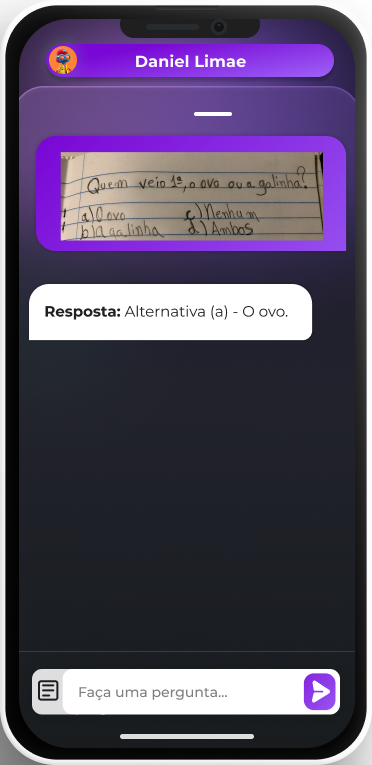 Daniel Limae
Quem veio 1º, o ovo ou a galinha?
a) O ovo c) Nenhum
b) A galinha d) Ambos
Resposta: Alternativa (a) - O ovo.
Faça uma pergunta...